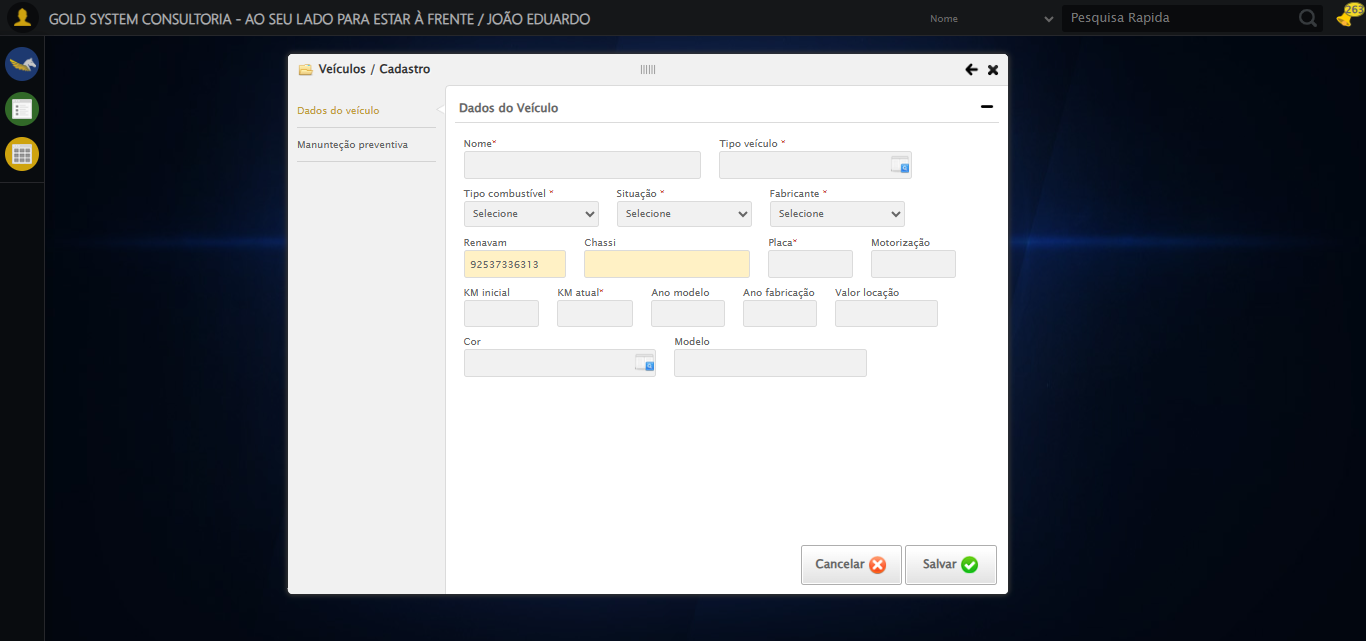 GOLD SYSTEM CONSULTORIA - AO SEU LADO PARA ESTAR À FRENTE / JOÃO EDUARDO
Nome
Pesquisa Rapida
263
Veículos / Cadastro
Dados do veículo
Manunteção preventiva
Dados do Veículo
Nome*
Tipo veículo *
Tipo combustível *
Situação *
Fabricante *
Selecione
Selecione
Selecione
Renavam
Chassi
Placa*
Motorização
92537336313
KM inicial
KM atual*
Ano modelo
Ano fabricação
Valor locação
Cor
Modelo
Cancelar
Salvar